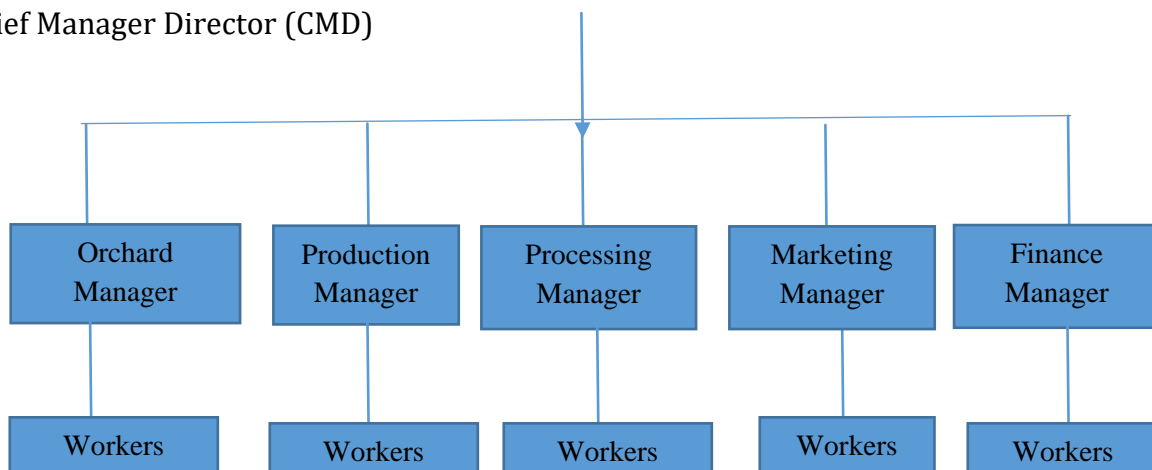 ief Manager Director (CMD)
Orchard
Manager
Production
Manager
Processing
Manager
Marketing
Manager
Finance
Manager
Workers
Workers
Workers
Workers
Workers